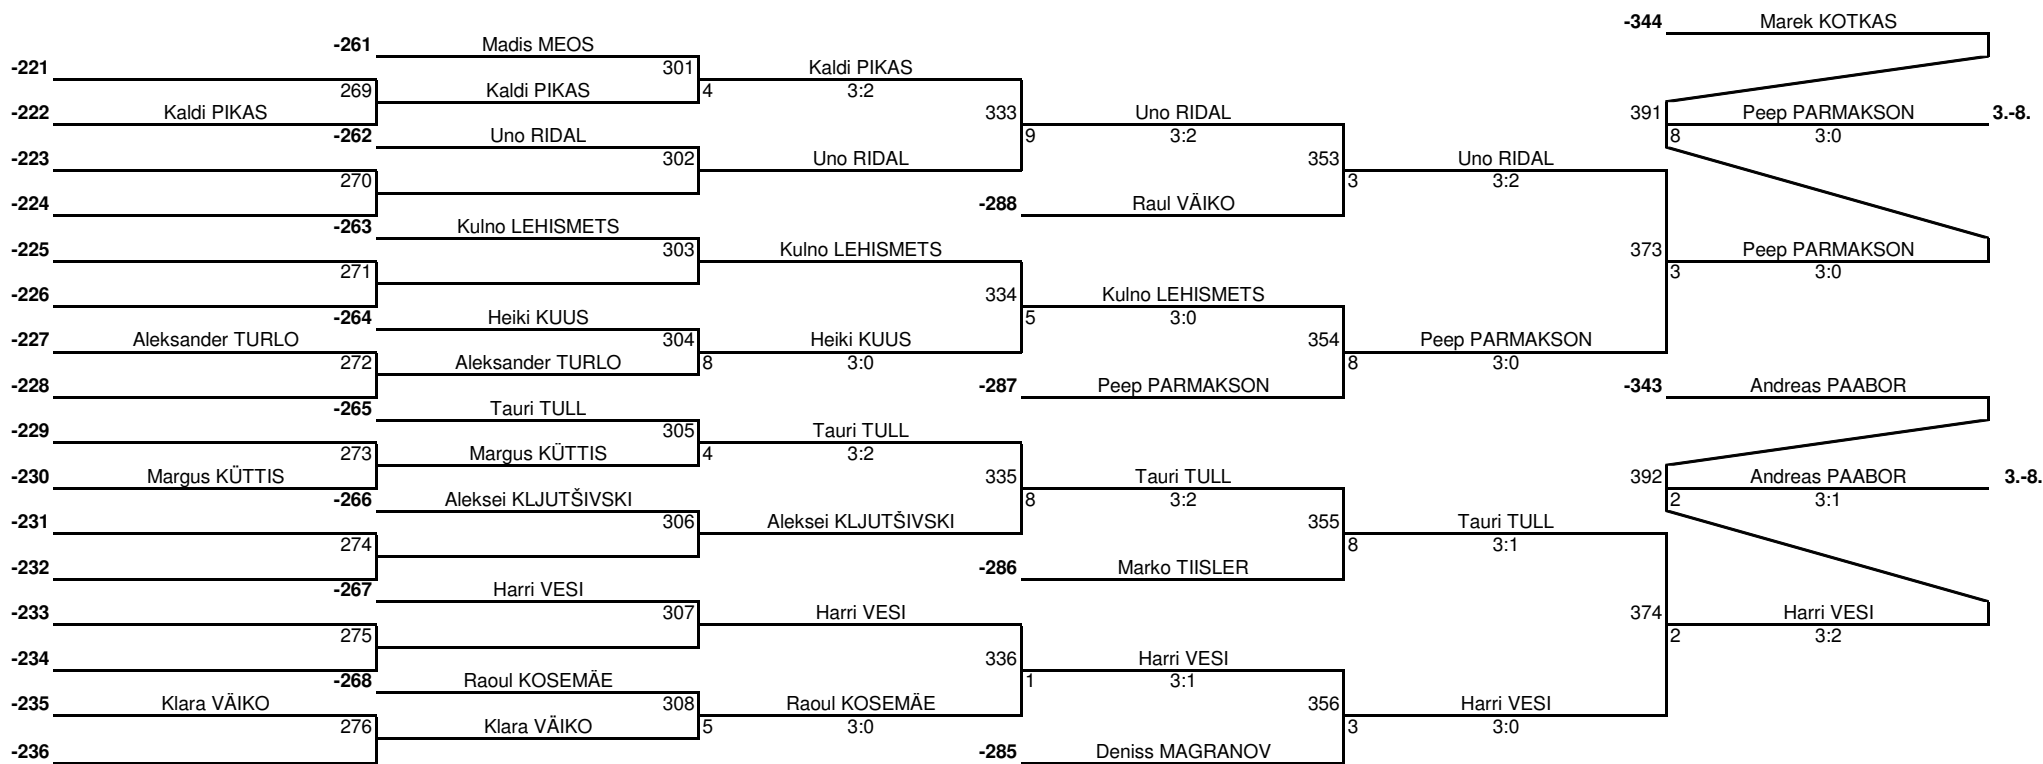 -344 Marek KOTKAS
-261 Madis MEOS
-221 301 Kaldi PIKAS
269 Kaldi PIKAS 4 3:2
-222 Kaldi PIKAS 333 Uno RIDAL 391 Peep PARMAKSON 3.-8.
-262 Uno RIDAL 9 3:2 8 3:0
-223 302 Uno RIDAL 353 Uno RIDAL
270 3 3:2
-224 -288 Raul VÄIKO
-263 Kulno LEHISMETS
-225 303 Kulno LEHISMETS 373 Peep PARMAKSON
271 3 3:0
-226 334 Kulno LEHISMETS
-264 Heiki KUUS 5 3:0
-227 Aleksander TURLO 304 Heiki KUUS 354 Peep PARMAKSON
272 Aleksander TURLO 8 3:0 8 3:0
-228 -287 Peep PARMAKSON -343 Andreas PAABOR
-265 Tauri TULL
-229 305 Tauri TULL
273 Margus KÜTTIS 4 3:2
-230 Margus KÜTTIS 335 Tauri TULL 392 Andreas PAABOR 3.-8.
-266 Aleksei KLJUTŠIVSKI 8 3:2 2 3:1
-231 306 Aleksei KLJUTŠIVSKI 355 Tauri TULL
274 8 3:1
-232 -286 Marko TIISLER
-267 Harri VESI
-233 307 Harri VESI 374 Harri VESI
275 2 3:2
-234 336 Harri VESI
-268 Raoul KOSEMÄE 1 3:1
-235 Klara VÄIKO 308 Raoul KOSEMÄE 356 Harri VESI
276 Klara VÄIKO 5 3:0 3 3:0
-236 -285 Deniss MAGRANOV